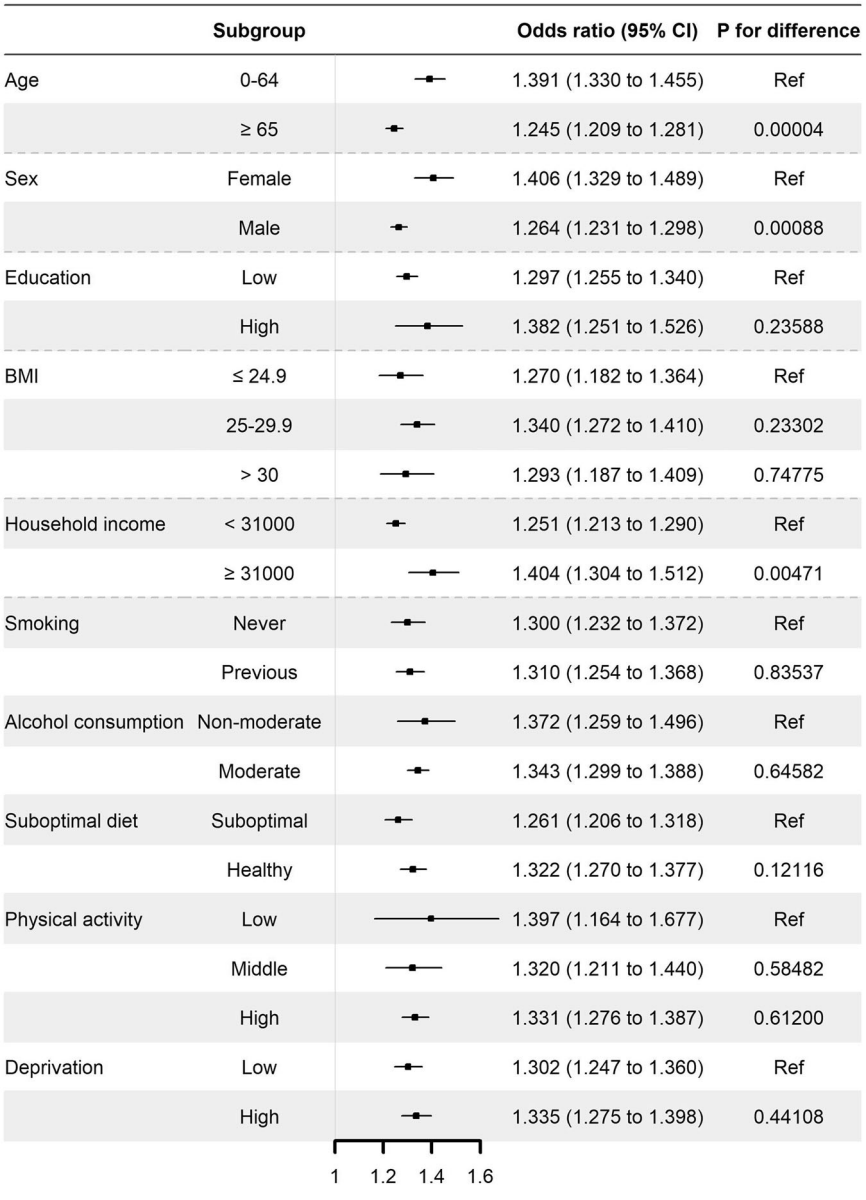 Subgroup Odds ratio (95% CI) P for difference
Age 0-64 1.391 (1.330 to 1.455) Ref
≥ 65 1.245 (1.209 to 1.281) 0.00004
Sex Female 1.406 (1.329 to 1.489) Ref
Male 1.264 (1.231 to 1.298) 0.00088
Education Low 1.297 (1.255 to 1.340) Ref
High 1.382 (1.251 to 1.526) 0.23588
BMI ≤ 24.9 1.270 (1.182 to 1.364) Ref
25-29.9 1.340 (1.272 to 1.410) 0.23302
> 30 1.293 (1.187 to 1.409) 0.74775
Household income < 31000 1.251 (1.213 to 1.290) Ref
≥ 31000 1.404 (1.304 to 1.512) 0.00471
Smoking Never 1.300 (1.232 to 1.372) Ref
Previous 1.310 (1.254 to 1.368) 0.83537
Alcohol consumption Non-moderate 1.372 (1.259 to 1.496) Ref
Moderate 1.343 (1.299 to 1.388) 0.64582
Suboptimal diet Suboptimal 1.261 (1.206 to 1.318) Ref
Healthy 1.322 (1.270 to 1.377) 0.12116
Physical activity Low 1.397 (1.164 to 1.677) Ref
Middle 1.320 (1.211 to 1.440) 0.58482
High 1.331 (1.276 to 1.387) 0.61200
Deprivation Low 1.302 (1.247 to 1.360) Ref
High 1.335 (1.275 to 1.398) 0.44108
1 1.2 1.4 1.6